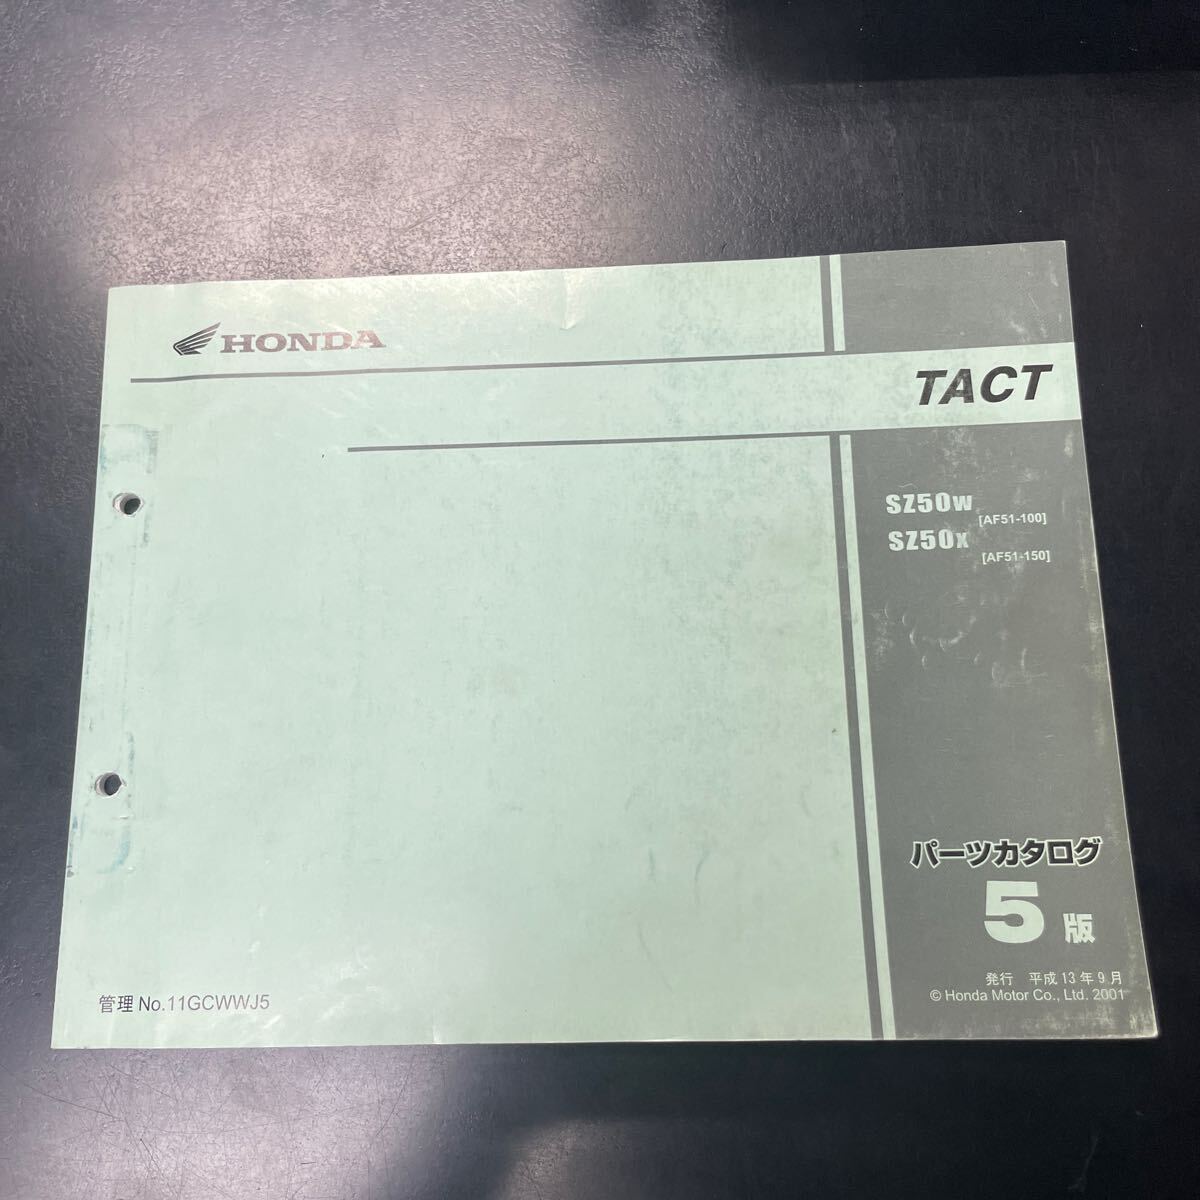 HONDA
TACT
SZ50W
[AF51-100]
SZ50X
[AF51-150]
パーツカタログ
5版
発行 平成13年9月
© Honda Motor Co., Ltd. 2001
管理 No.11GCWWJ5